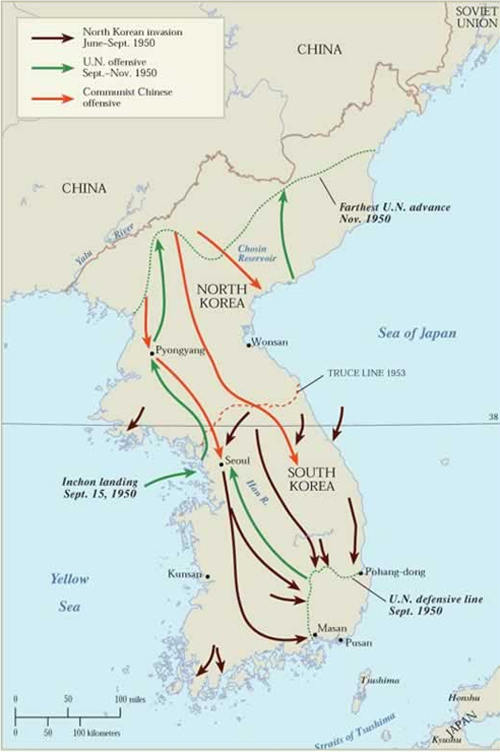 North Korean invasion
June–Sept. 1950
U.N. offensive
Sept.–Nov. 1950
Communist Chinese
offensive
SOVIET
UNION
CHINA
CHINA
Farthest U.N. advance
Nov. 1950
Yalu River
Chosin
Reservoir
NORTH
KOREA
Sea of Japan
Wonsan
Pyongyang
TRUCE LINE 1953
38
Seoul
SOUTH
KOREA
Inchon landing
Sept. 15, 1950
Han R.
Yellow
Sea
Kunsan
Pohang-dong
U.N. defensive line
Sept. 1950
Masan
Pusan
Tsushima
Honshu
JAPAN
Kyushu
Straits of Tsushima
0 50 100 miles
0 50 100 kilometers